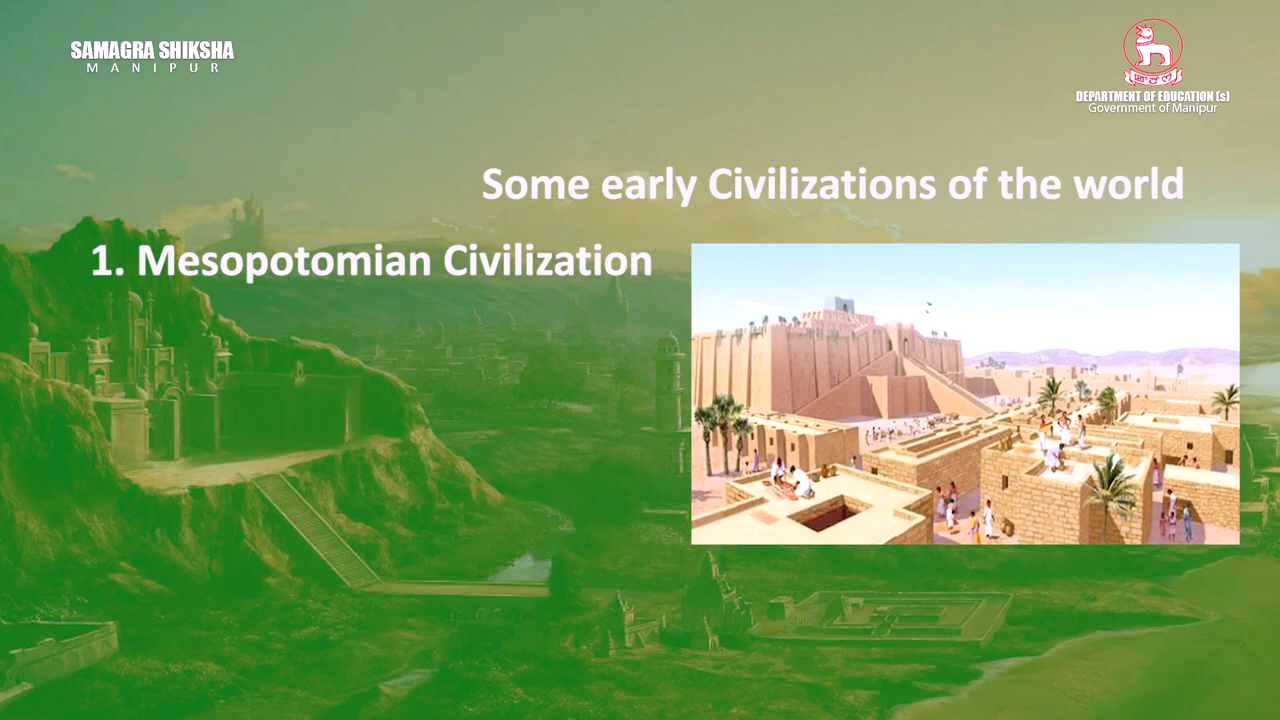 SAMAGRA SHIKSHA
MANIPUR
DEPARTMENT OF EDUCATION (s)
Government of Manipur
Some early Civilizations of the world
1. Mesopotomian Civilization